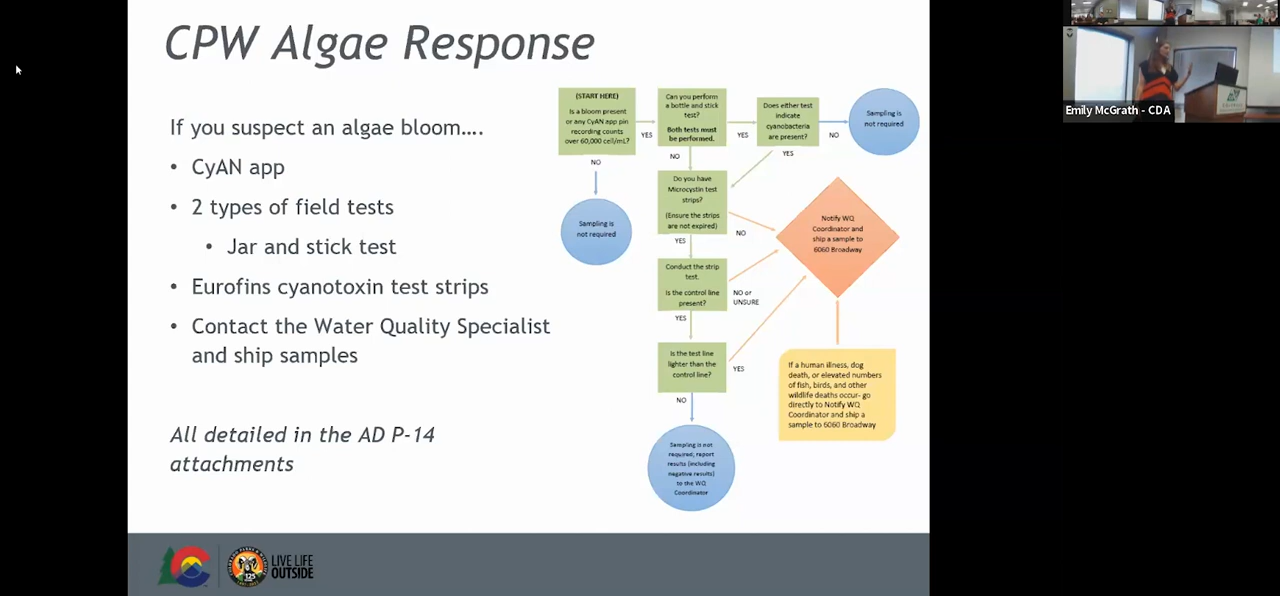 CPW Algae Response
If you suspect an algae bloom....
• CyAN app
• 2 types of field tests
• Jar and stick test
• Eurofins cyanotoxin test strips
• Contact the Water Quality Specialist
and ship samples
All detailed in the AD P-14
attachments
(START HERE)
Is a bloom present
or any CyAN app pin
recording counts
over 60,000 cell/mL?
YES
NO
Sampling is
not required
Can you perform
a bottle and stick
test?
Both tests must
be performed.
YES
NO
Does either test
indicate
cyanobacteria
are present?
NO
YES
Sampling is
not required
Do you have
Microcystin test
strips?
(Ensure the strips
are not expired)
NO
YES
Conduct the strip
test.
Is the control line
present?
NO or
UNSURE
YES
Is the test line
lighter than the
control line?
YES
NO
Sampling is not
required, report
results (including
negative results)
to the WQ
Coordinator
Notify WQ
Coordinator and
ship a sample to
6060 Broadway
If a human illness, dog
death, or elevated numbers
of fish, birds, and other
wildlife deaths occur- go
directly to Notify WQ
Coordinator and ship a
sample to 6060 Broadway
125
LIVE LIFE
OUTSIDE
Emily McGrath - CDA